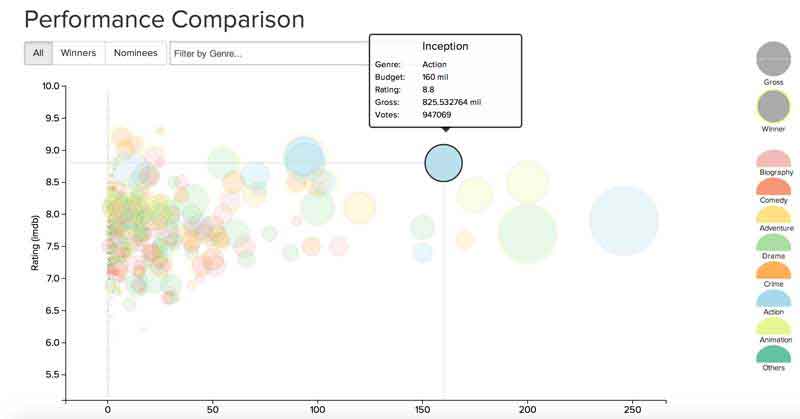 Performance Comparison
All Winners Nominees Filter by Genre...
Inception
Genre: Action
Budget: 160 mil
Rating: 8.8
Gross: 825.532764 mil
Votes: 947069
Rating (imdb)
10.0
9.5
9.0
8.5
8.0
7.5
7.0
6.5
6.0
5.5
0 50 100 150 200 250
Gross
Winner
Biography
Comedy
Adventure
Drama
Crime
Action
Animation
Others